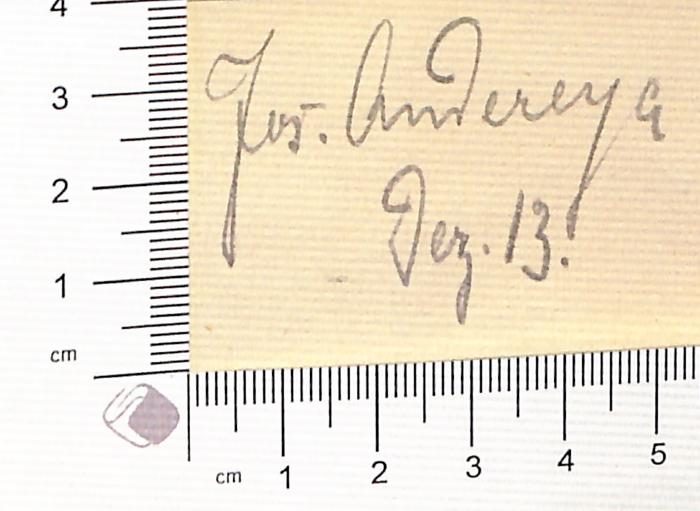 4
3
2
1
cm
Jos. Andereya
Dez. 13.
cm 1 2 3 4 5